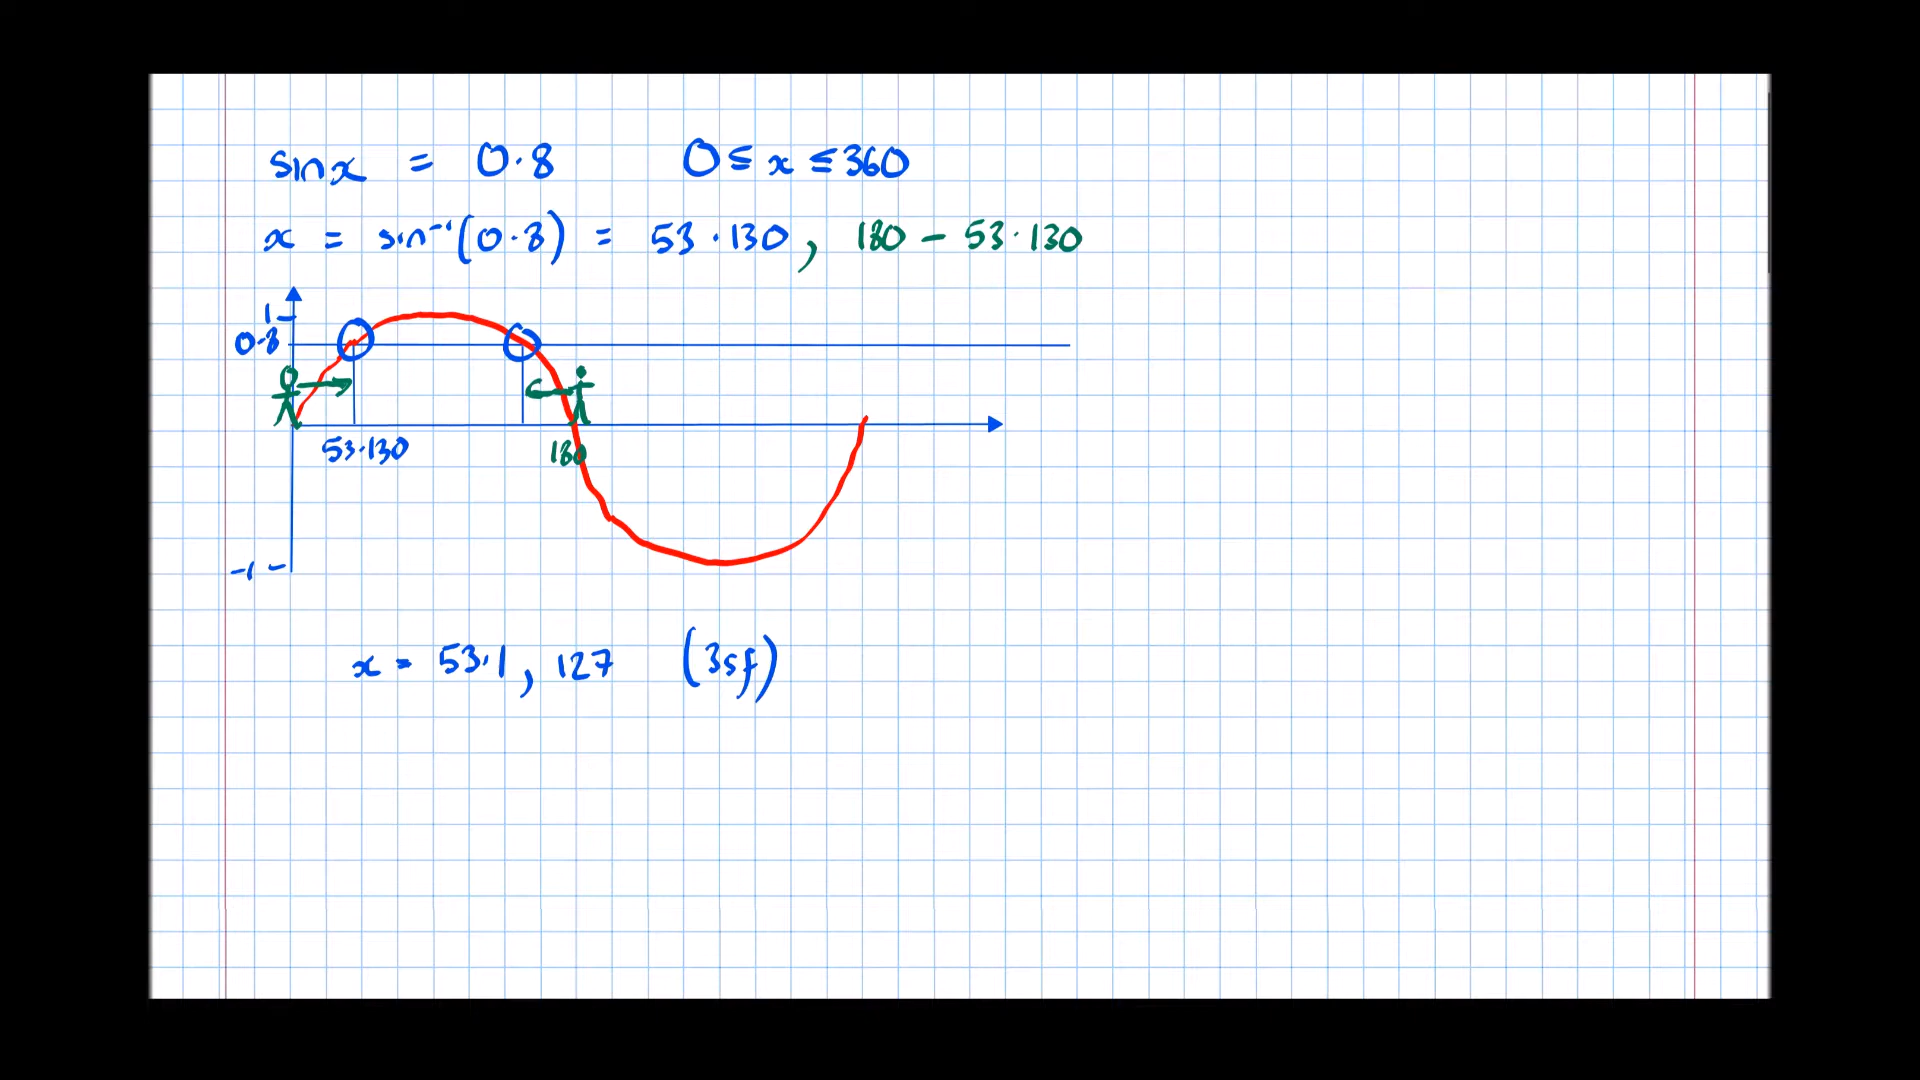 sin x = 0.8 0 ≤ x ≤ 360
x = sin⁻¹(0.8) = 53.130, 180 - 53.130
1
0.8
53.130 180
-1
x = 53.1, 127 (3sf)